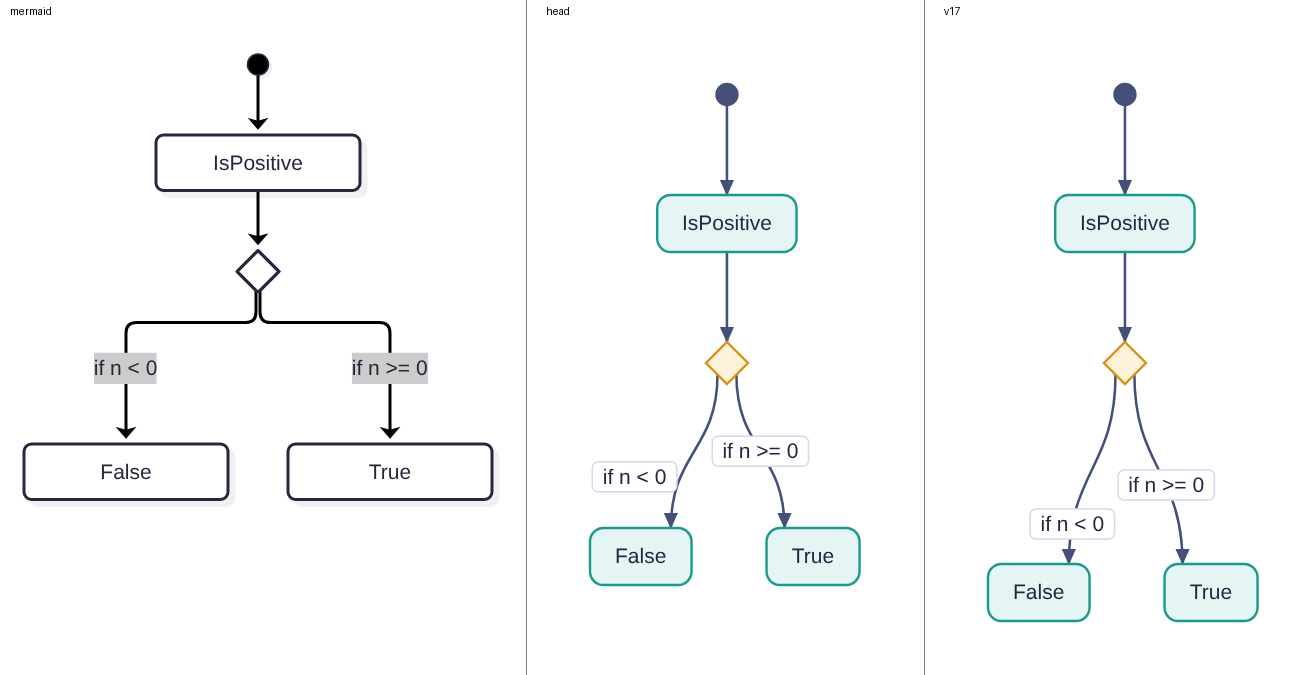 mermaid
IsPositive
if n < 0
if n >= 0
False
True
head
IsPositive
if n >= 0
if n < 0
False
True
v17
IsPositive
if n >= 0
if n < 0
False
True